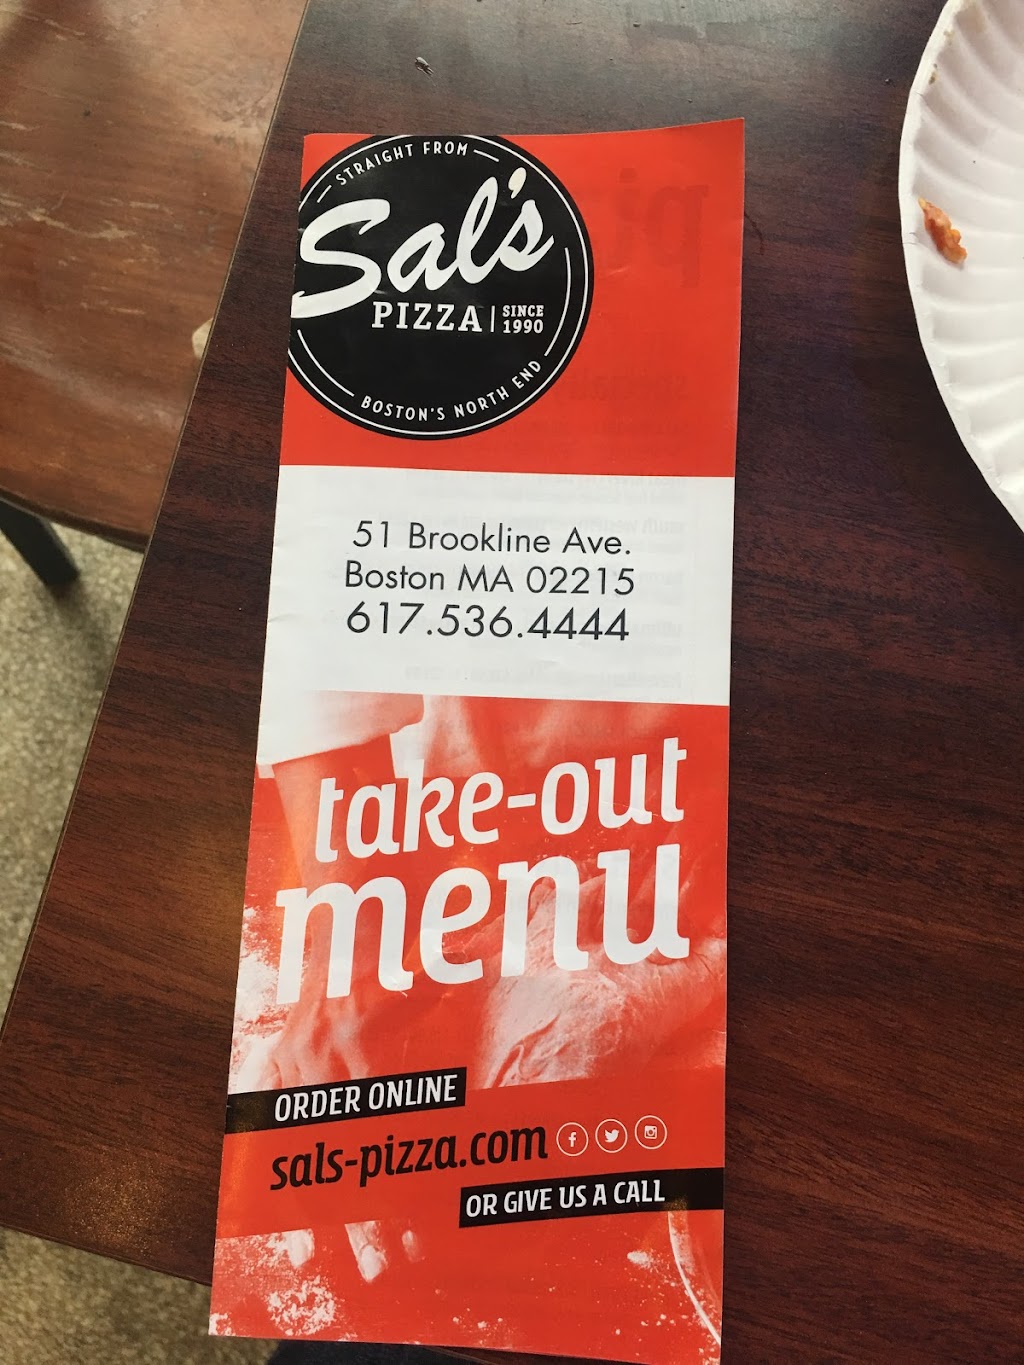 STRAIGHT FROM
Sal's
PIZZA | SINCE 1990
BOSTON'S NORTH END
51 Brookline Ave.
Boston MA 02215
617.536.4444
take-out
menu
ORDER ONLINE
sals-pizza.com
OR GIVE US A CALL